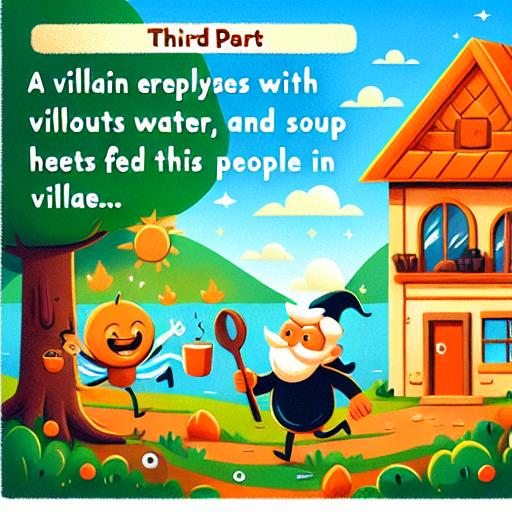 Third Part
A villain ereplyses with
villouts water, and soup
heets fed this people in
villae...